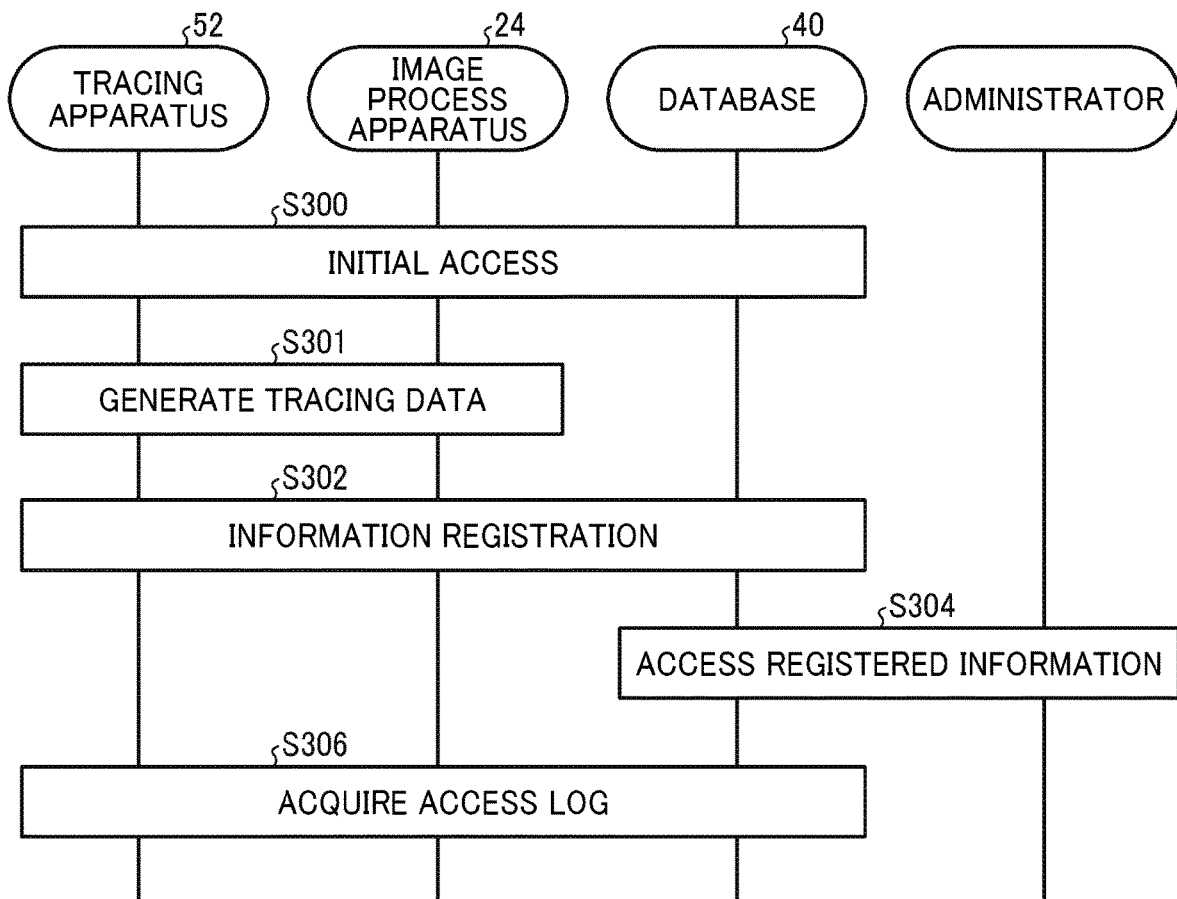 52
24
40
TRACING
APPARATUS
IMAGE
PROCESS
APPARATUS
DATABASE
ADMINISTRATOR
S300
INITIAL ACCESS
S301
GENERATE TRACING DATA
S302
INFORMATION REGISTRATION
S304
ACCESS REGISTERED INFORMATION
S306
ACQUIRE ACCESS LOG